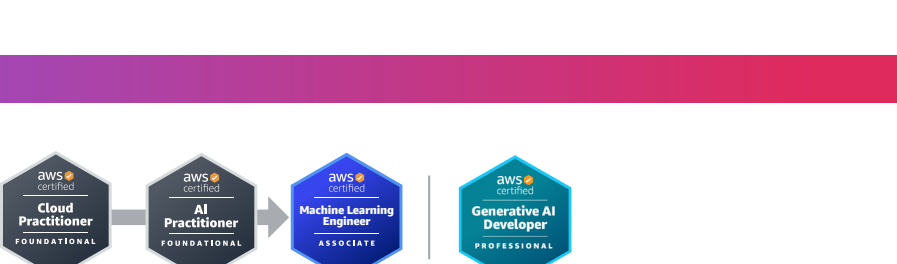 aws
certified
Cloud
Practitioner
FOUNDATIONAL
aws
certified
AI
Practitioner
FOUNDATIONAL
aws
certified
Machine Learning
Engineer
ASSOCIATE
aws
certified
Generative AI
Developer
PROFESSIONAL